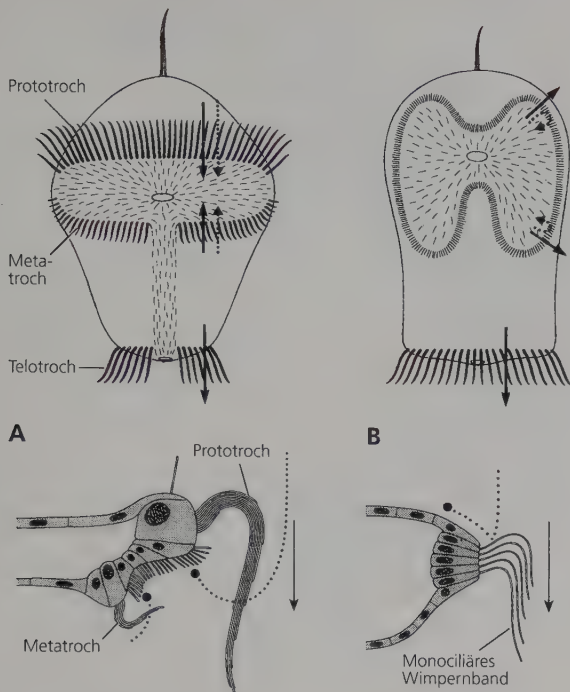 Prototroch
Meta-
troch
Telotroch
A
B
Prototroch
Metatroch
Monociliäres
Wimpernband